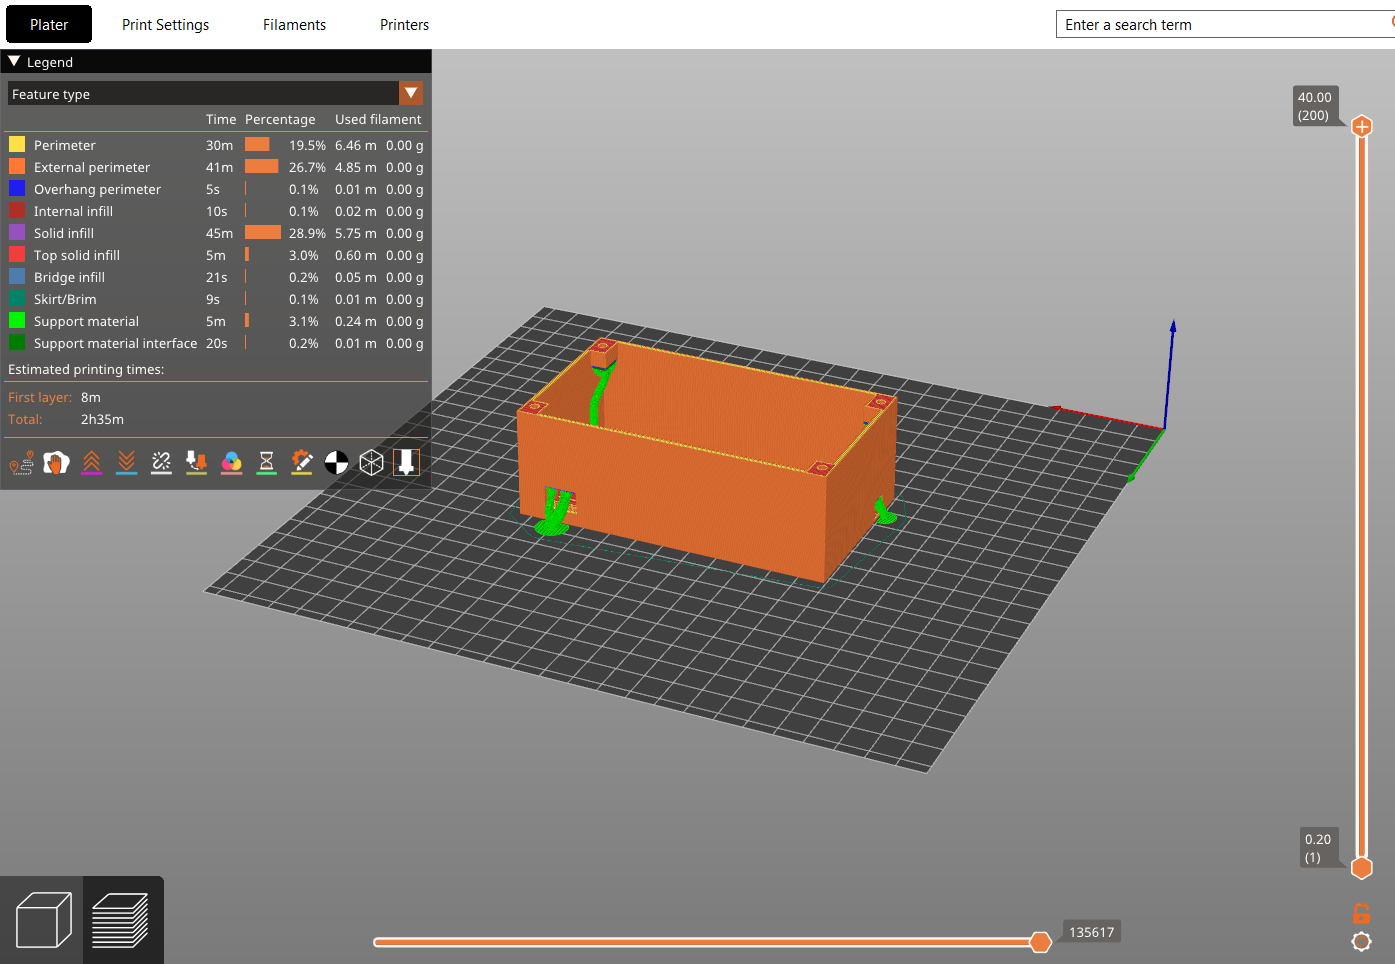 Plater Print Settings Filaments Printers Enter a search term
Legend
Feature type
Time Percentage Used filament
Perimeter 30m 19.5% 6.46 m 0.00 g
External perimeter 41m 26.7% 4.85 m 0.00 g
Overhang perimeter 5s 0.1% 0.01 m 0.00 g
Internal infill 10s 0.1% 0.02 m 0.00 g
Solid infill 45m 28.9% 5.75 m 0.00 g
Top solid infill 5m 3.0% 0.60 m 0.00 g
Bridge infill 21s 0.2% 0.05 m 0.00 g
Skirt/Brim 9s 0.1% 0.01 m 0.00 g
Support material 5m 3.1% 0.24 m 0.00 g
Support material interface 20s 0.2% 0.01 m 0.00 g
Estimated printing times:
First layer: 8m
Total: 2h35m
40.00
(200)
0.20
(1)
135617